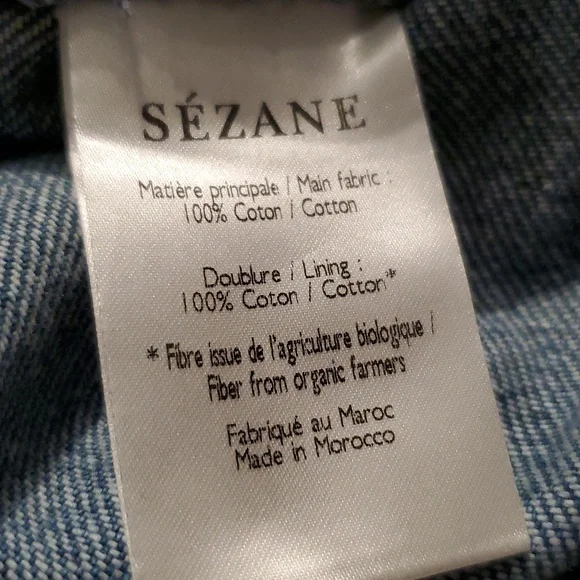 SÉZANE
Matière principale / Main fabric :
100% Coton / Cotton
Doublure / Lining :
100% Coton / Cotton*
* Fibre issue de l'agriculture biologique /
Fiber from organic farmers
Fabriqué au Maroc
Made in Morocco